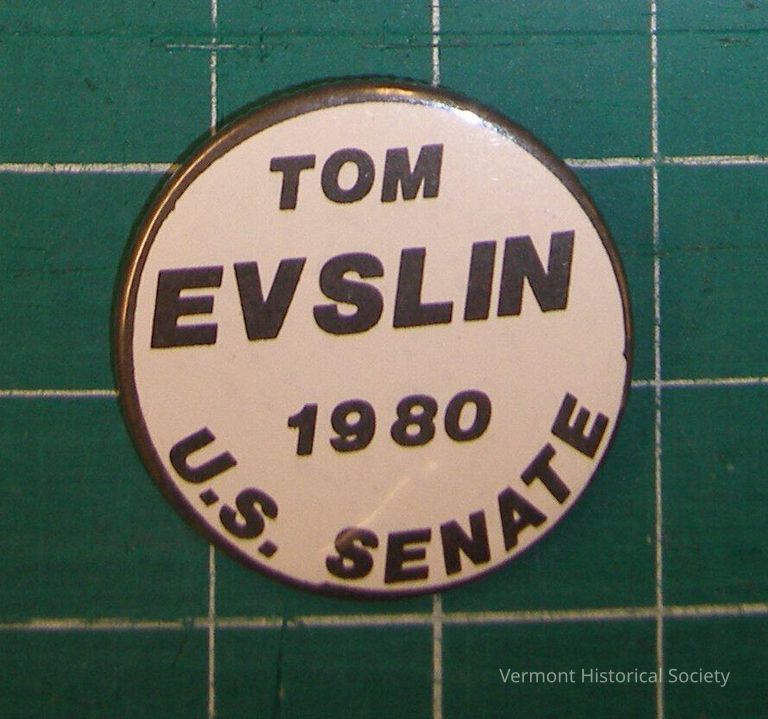 TOM
EVSLIN
1980
U.S. SENATE
Vermont Historical Society